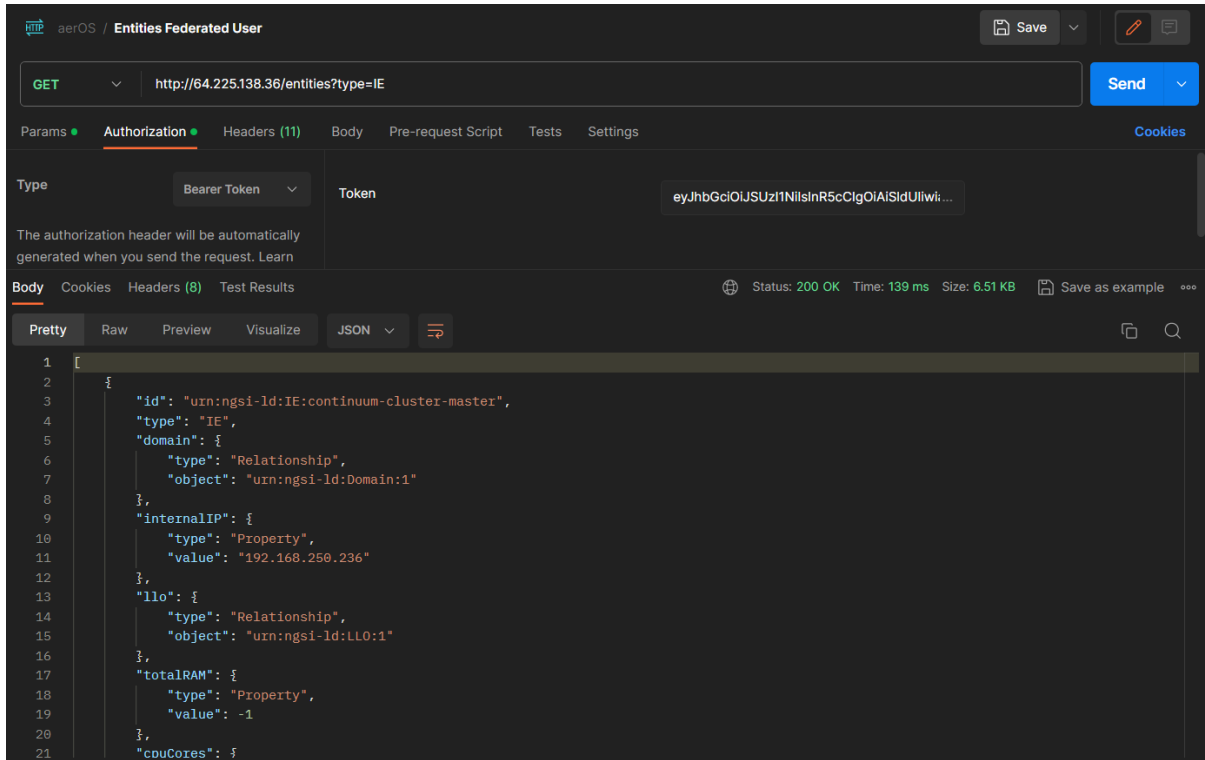 HTTP aerOS / Entities Federated User Save
GET http://64.225.138.36/entities?type=IE Send
Params Authorization Headers (11) Body Pre-request Script Tests Settings Cookies
Type Bearer Token Token eyJhbGciOiJSUzI1NiIsInR5cCIgOiAiSldUIiwi...
The authorization header will be automatically
generated when you send the request. Learn
Body Cookies Headers (8) Test Results Status: 200 OK Time: 139 ms Size: 6.51 KB Save as example
Pretty Raw Preview Visualize JSON
1 [
2 {
3 "id": "urn:ngsi-ld:IE:continuum-cluster-master",
4 "type": "IE",
5 "domain": {
6 "type": "Relationship",
7 "object": "urn:ngsi-ld:Domain:1"
8 },
9 "internalIP": {
10 "type": "Property",
11 "value": "192.168.250.236"
12 },
13 "llo": {
14 "type": "Relationship",
15 "object": "urn:ngsi-ld:LLO:1"
16 },
17 "totalRAM": {
18 "type": "Property",
19 "value": -1
20 },
21 "cpuCores": {